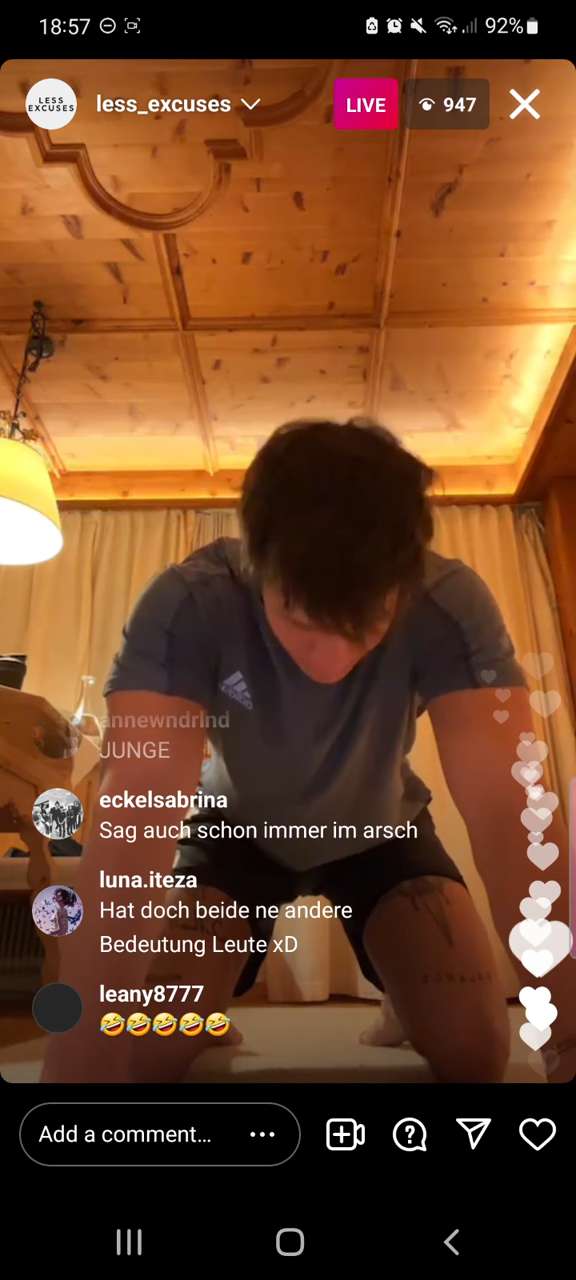 18:57
92%
LESS
EXCUSES
less_excuses
LIVE
947
annewndrlnd
JUNGE
eckelsabrina
Sag auch schon immer im arsch
luna.iteza
Hat doch beide ne andere
Bedeutung Leute xD
leany8777
🤣🤣🤣🤣🤣
Add a comment...